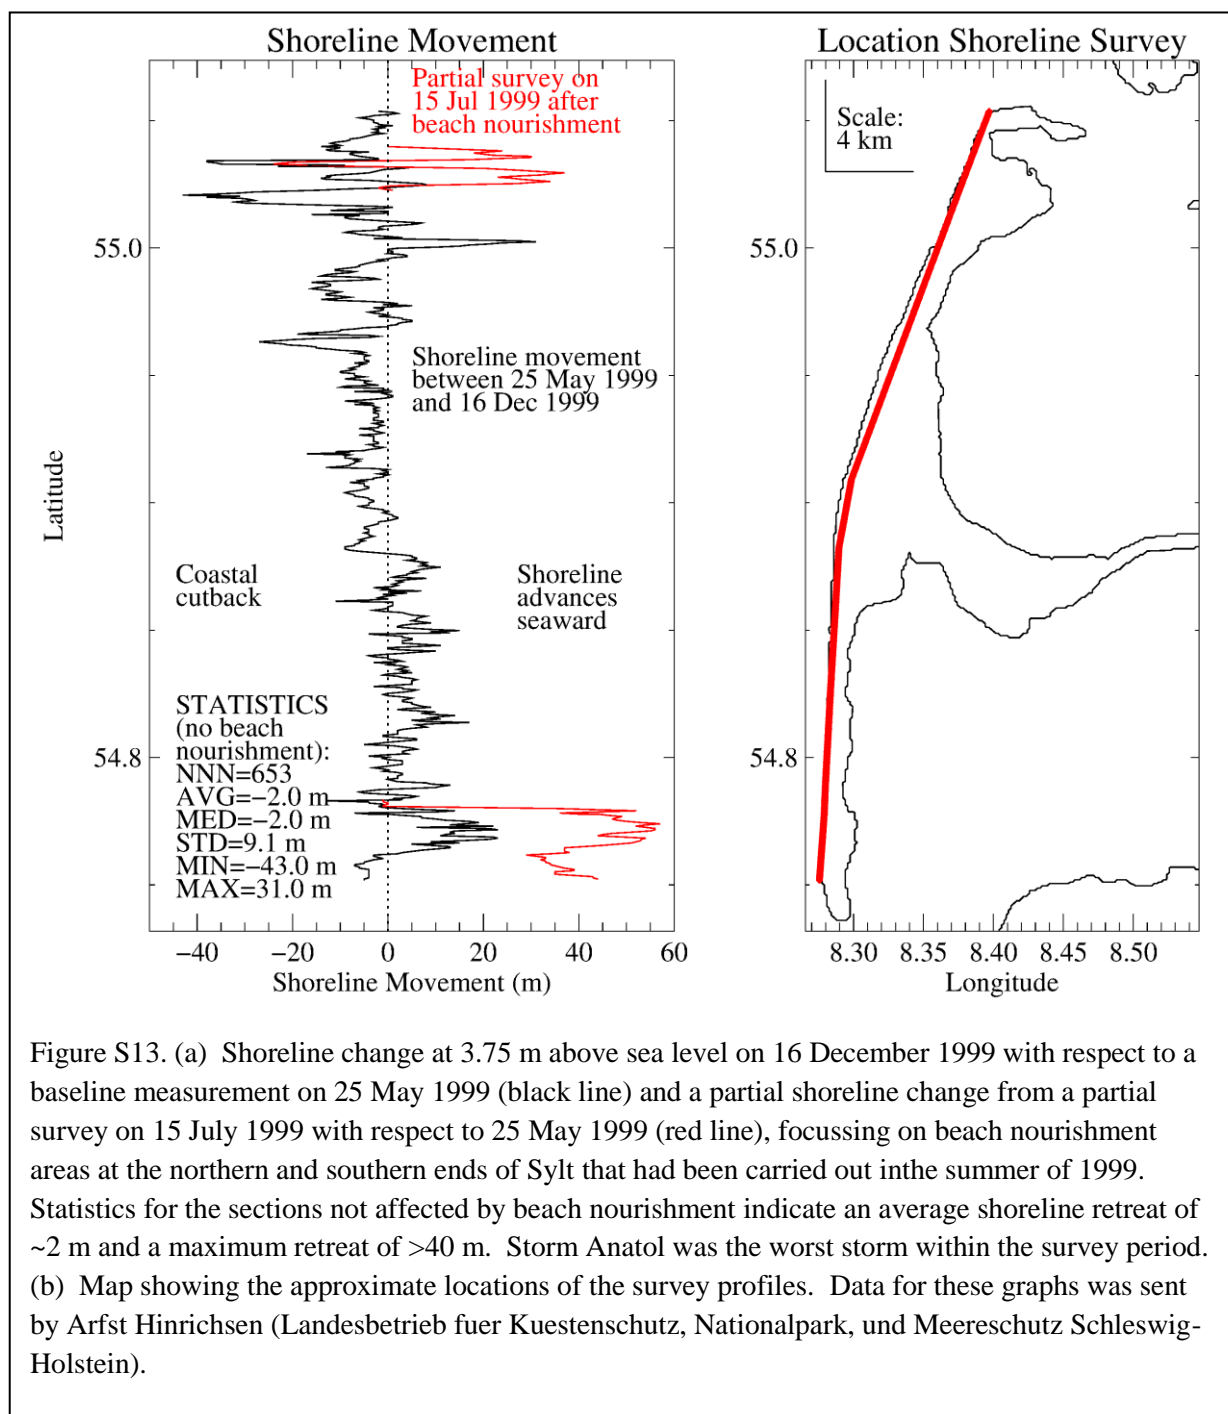 Shoreline Movement
Partial survey on
15 Jul 1999 after
beach nourishment
55.0
Shoreline movement
between 25 May 1999
and 16 Dec 1999
Latitude
Coastal
cutback
Shoreline
advances
seaward
STATISTICS
(no beach
nourishment):
NNN=653
AVG=−2.0 m
MED=−2.0 m
STD=9.1 m
MIN=−43.0 m
MAX=31.0 m
54.8
−40 −20 0 20 40 60
Shoreline Movement (m)
Location Shoreline Survey
Scale:
4 km
55.0
54.8
8.30 8.35 8.40 8.45 8.50
Longitude
Figure S13. (a) Shoreline change at 3.75 m above sea level on 16 December 1999 with respect to a
baseline measurement on 25 May 1999 (black line) and a partial shoreline change from a partial
survey on 15 July 1999 with respect to 25 May 1999 (red line), focussing on beach nourishment
areas at the northern and southern ends of Sylt that had been carried out inthe summer of 1999.
Statistics for the sections not affected by beach nourishment indicate an average shoreline retreat of
~2 m and a maximum retreat of >40 m. Storm Anatol was the worst storm within the survey period.
(b) Map showing the approximate locations of the survey profiles. Data for these graphs was sent
by Arfst Hinrichsen (Landesbetrieb fuer Kuestenschutz, Nationalpark, und Meereschutz Schleswig-
Holstein).